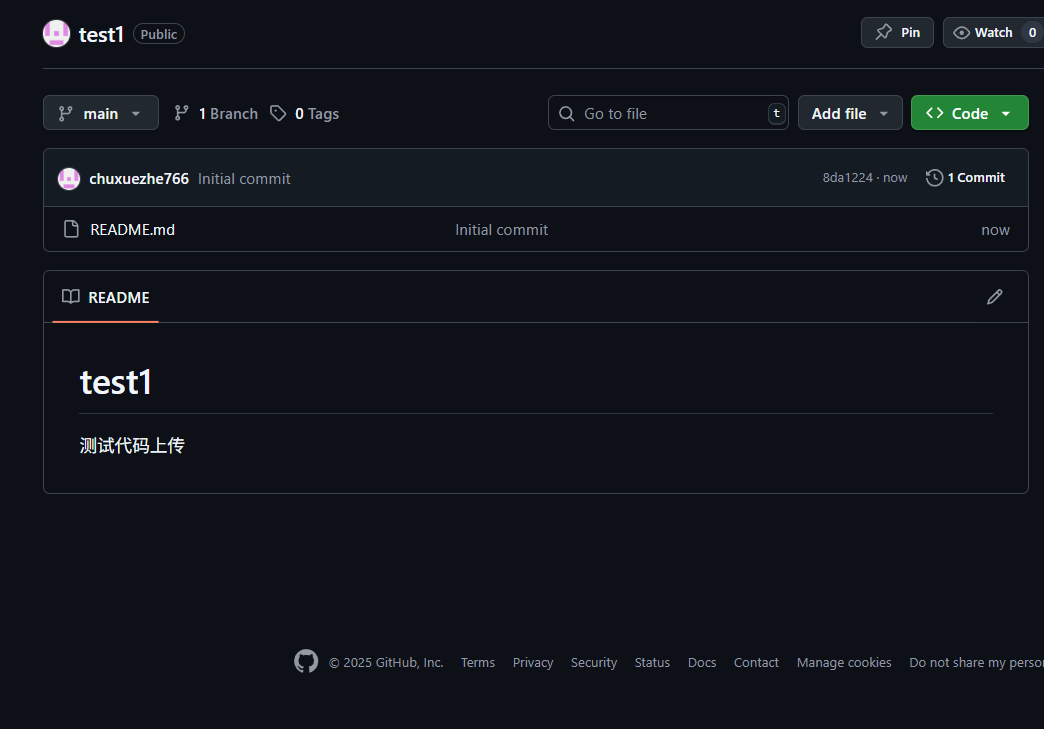 test1 Public Pin Watch 0
main 1 Branch 0 Tags Go to file t Add file Code
chuxuezhe766 Initial commit 8da1224 · now 1 Commit
README.md Initial commit now
README
test1
测试代码上传
© 2025 GitHub, Inc. Terms Privacy Security Status Docs Contact Manage cookies Do not share my